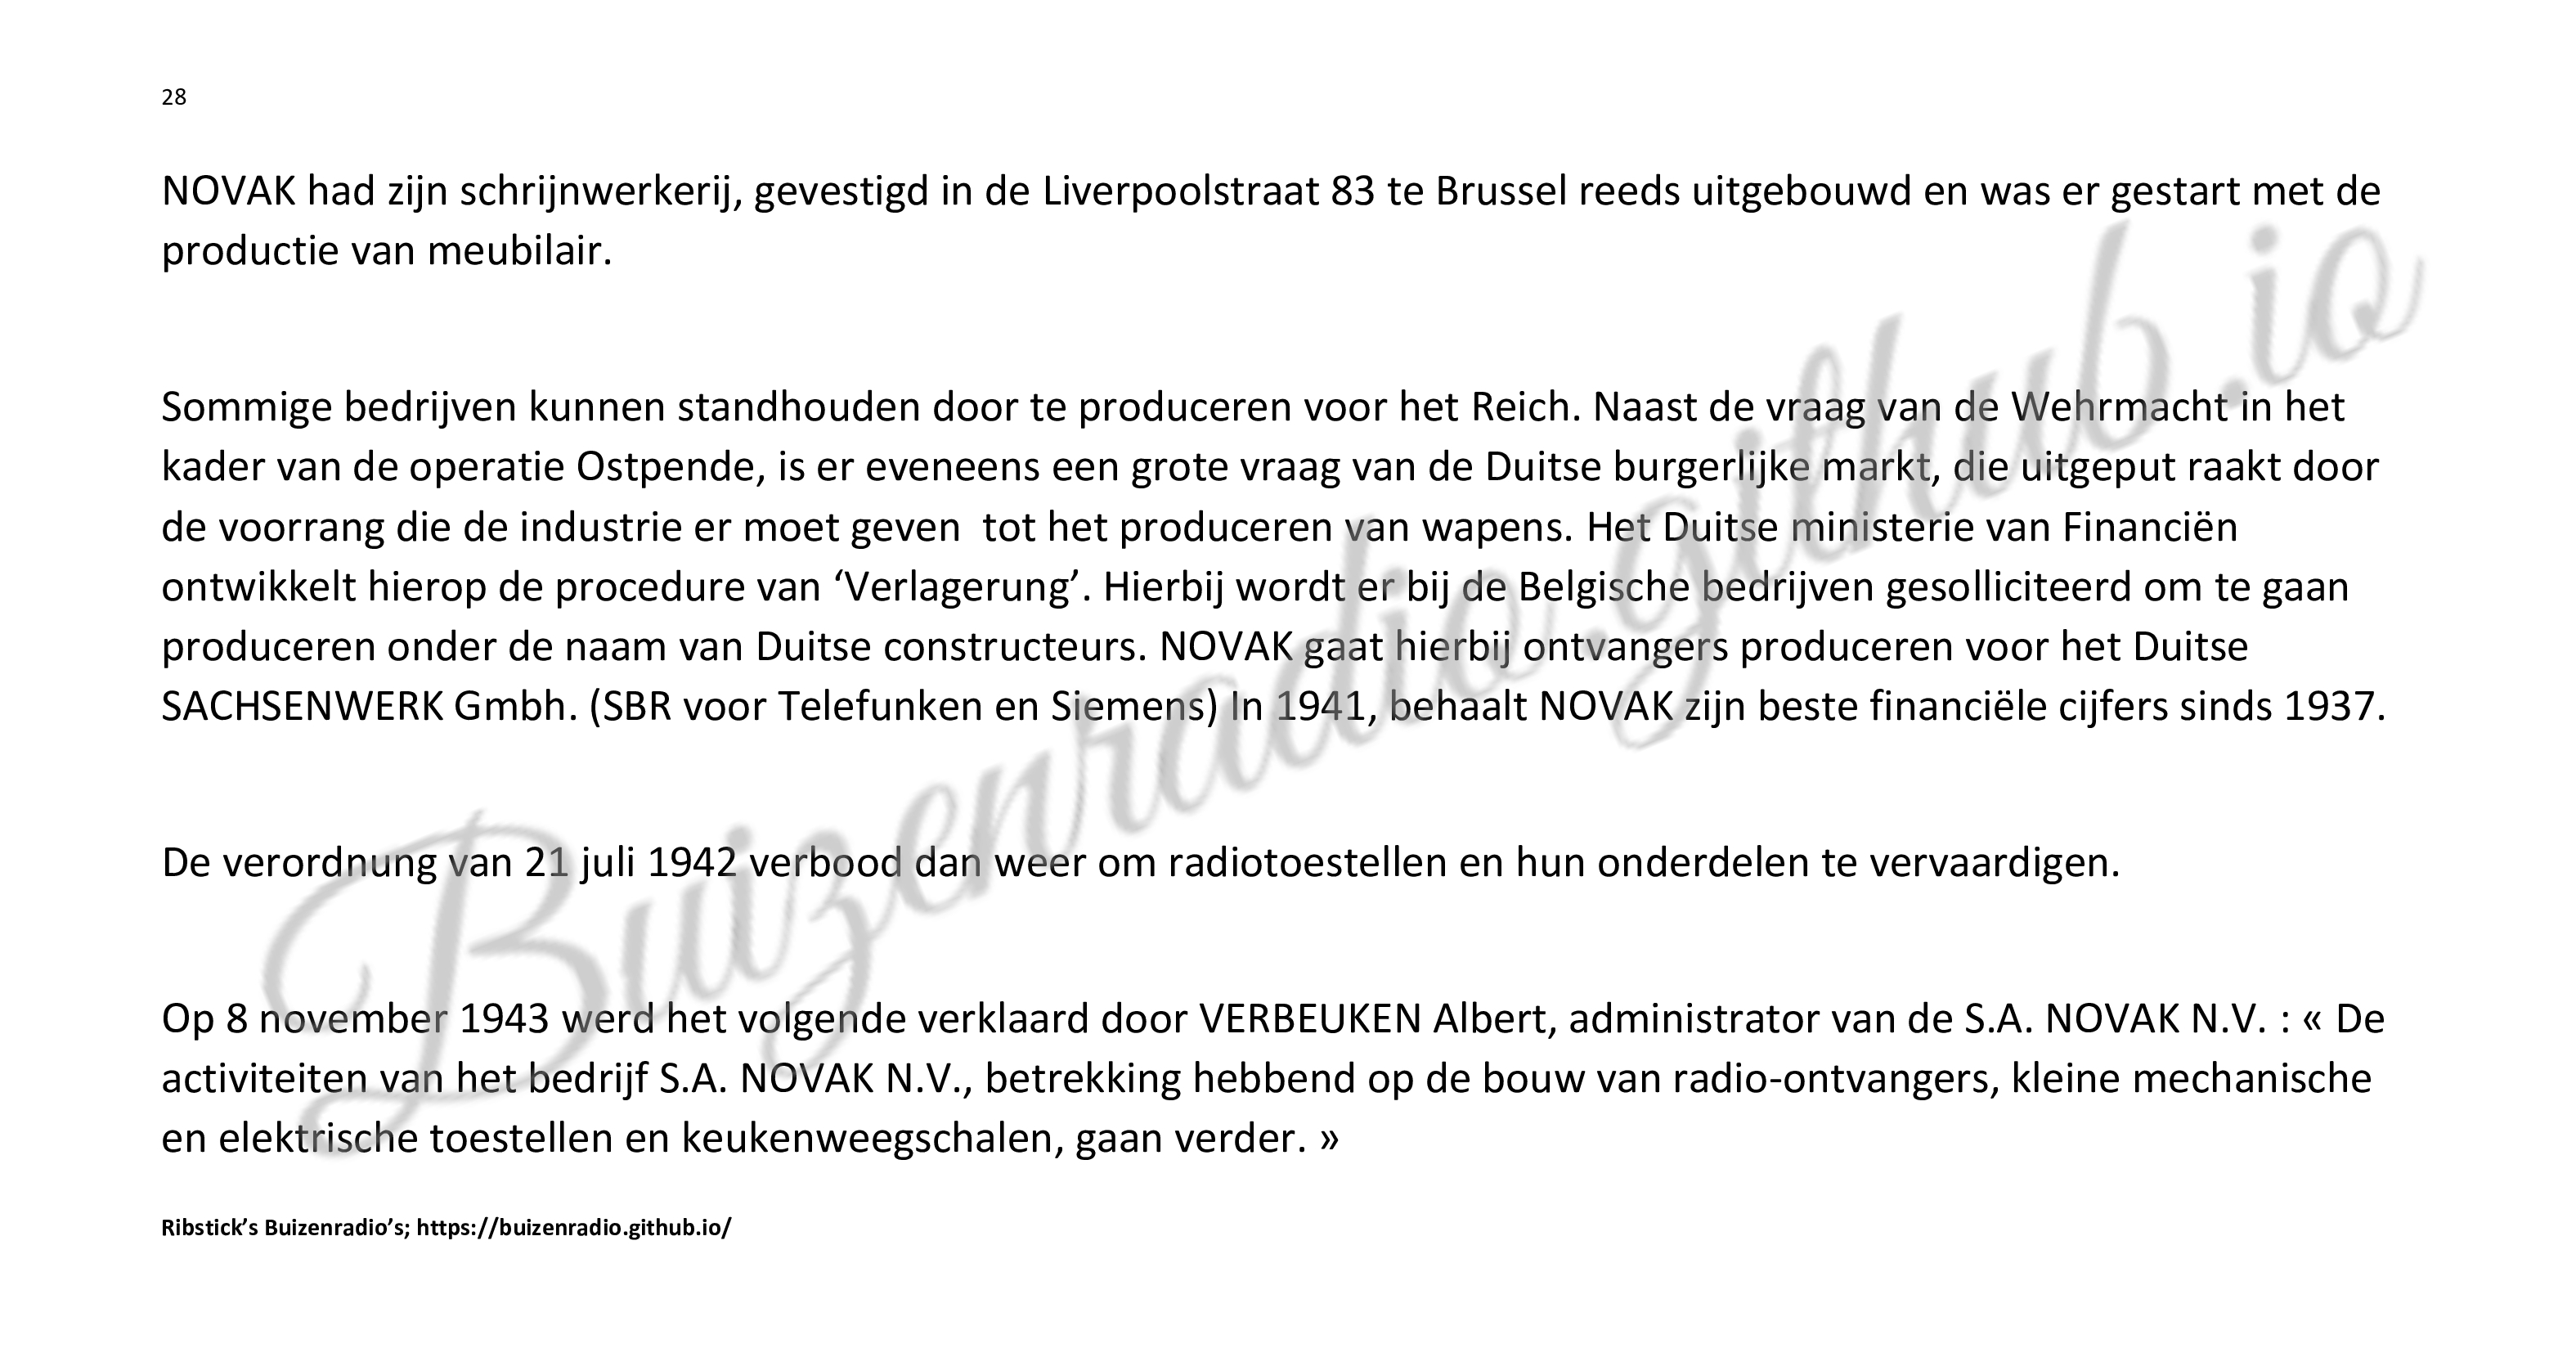 28
NOVAK had zijn schrijnwerkerij, gevestigd in de Liverpoolstraat 83 te Brussel reeds uitgebouwd en was er gestart met de
productie van meubilair.
Sommige bedrijven kunnen standhouden door te produceren voor het Reich. Naast de vraag van de Wehrmacht in het
kader van de operatie Ostpende, is er eveneens een grote vraag van de Duitse burgerlijke markt, die uitgeput raakt door
de voorrang die de industrie er moet geven  tot het produceren van wapens. Het Duitse ministerie van Financiën
ontwikkelt hierop de procedure van ‘Verlagerung’. Hierbij wordt er bij de Belgische bedrijven gesolliciteerd om te gaan
produceren onder de naam van Duitse constructeurs. NOVAK gaat hierbij ontvangers produceren voor het Duitse
SACHSENWERK Gmbh. (SBR voor Telefunken en Siemens) In 1941, behaalt NOVAK zijn beste financiële cijfers sinds 1937.
De verordnung van 21 juli 1942 verbood dan weer om radiotoestellen en hun onderdelen te vervaardigen.
Op 8 november 1943 werd het volgende verklaard door VERBEUKEN Albert, administrator van de S.A. NOVAK N.V. : « De
activiteiten van het bedrijf S.A. NOVAK N.V., betrekking hebbend op de bouw van radio-ontvangers, kleine mechanische
en elektrische toestellen en keukenweegschalen, gaan verder. »
Ribstick’s Buizenradio’s; https://buizenradio.github.io/
Buizenradio.github.io